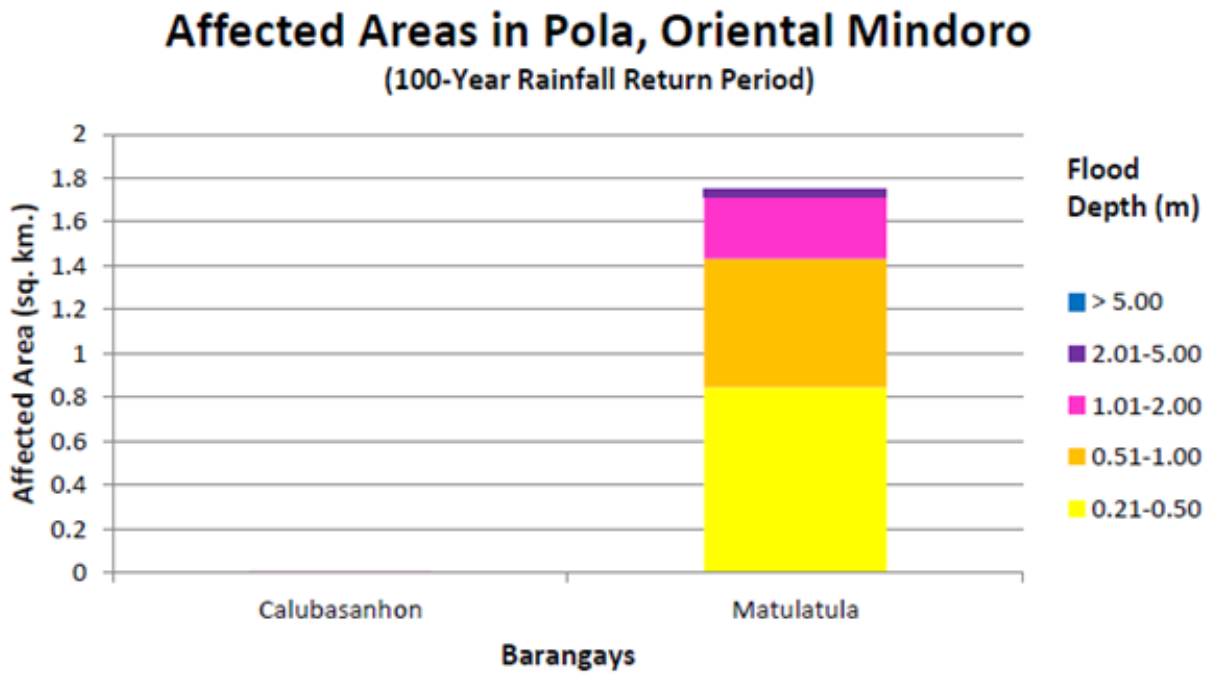 Affected Areas in Pola, Oriental Mindoro
(100-Year Rainfall Return Period)
Affected Area (sq. km.)
2
1.8
1.6
1.4
1.2
1
0.8
0.6
0.4
0.2
0
Calubasanhon
Matulatula
Barangays
Flood
Depth (m)
> 5.00
2.01-5.00
1.01-2.00
0.51-1.00
0.21-0.50